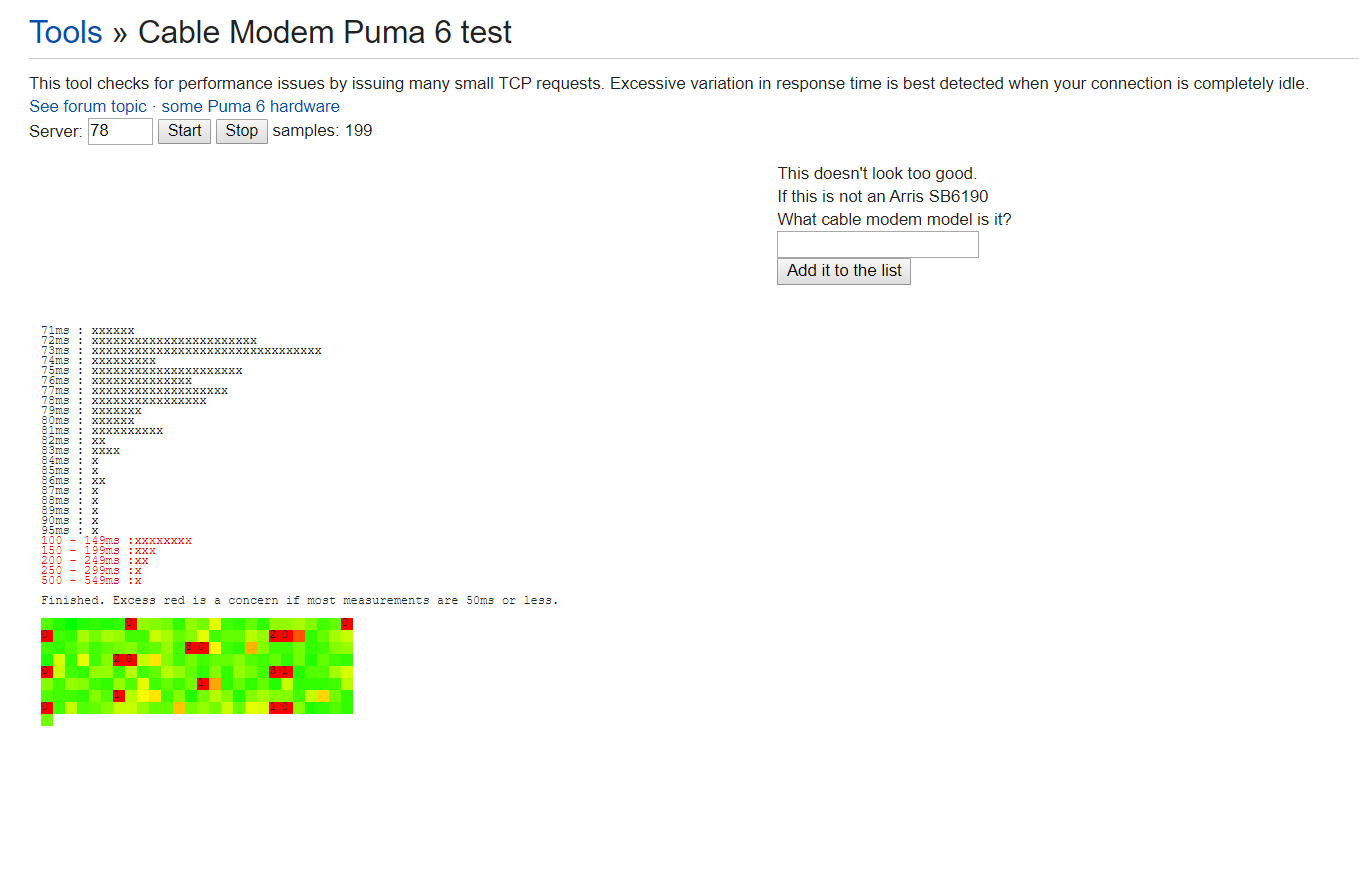 Tools » Cable Modem Puma 6 test
This tool checks for performance issues by issuing many small TCP requests. Excessive variation in response time is best detected when your connection is completely idle.
See forum topic · some Puma 6 hardware
Server: 78 Start Stop samples: 199
This doesn't look too good.
If this is not an Arris SB6190
What cable modem model is it?
Add it to the list
71ms : xxxxxx
72ms : xxxxxxxxxxxxxxxxxxxxxxx
73ms : xxxxxxxxxxxxxxxxxxxxxxxxxxxxxxxx
74ms : xxxxxxxxx
75ms : xxxxxxxxxxxxxxxxxxxxx
76ms : xxxxxxxxxxxxxx
77ms : xxxxxxxxxxxxxxxxxxx
78ms : xxxxxxxxxxxxxxxx
79ms : xxxxxxx
80ms : xxxxxx
81ms : xxxxxxxxxx
82ms : xx
83ms : xxxx
84ms : x
85ms : x
86ms : xx
87ms : x
88ms : x
89ms : x
90ms : x
95ms : x
100 - 149ms :xxxxxxxx
150 - 199ms :xxx
200 - 249ms :xx
250 - 299ms :x
500 - 549ms :x
Finished. Excess red is a concern if most measurements are 50ms or less.